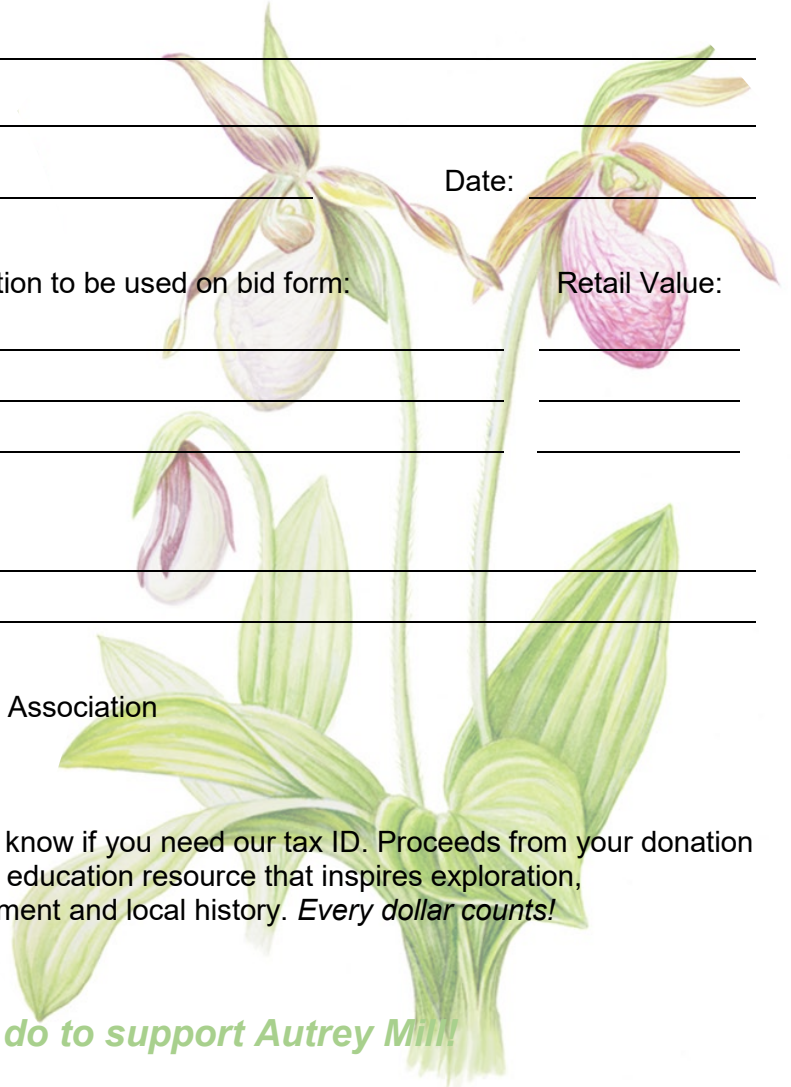 Date:
tion to be used on bid form: Retail Value:
Association
know if you need our tax ID. Proceeds from your donation
education resource that inspires exploration,
ment and local history. Every dollar counts!
do to support Autrey Mill!